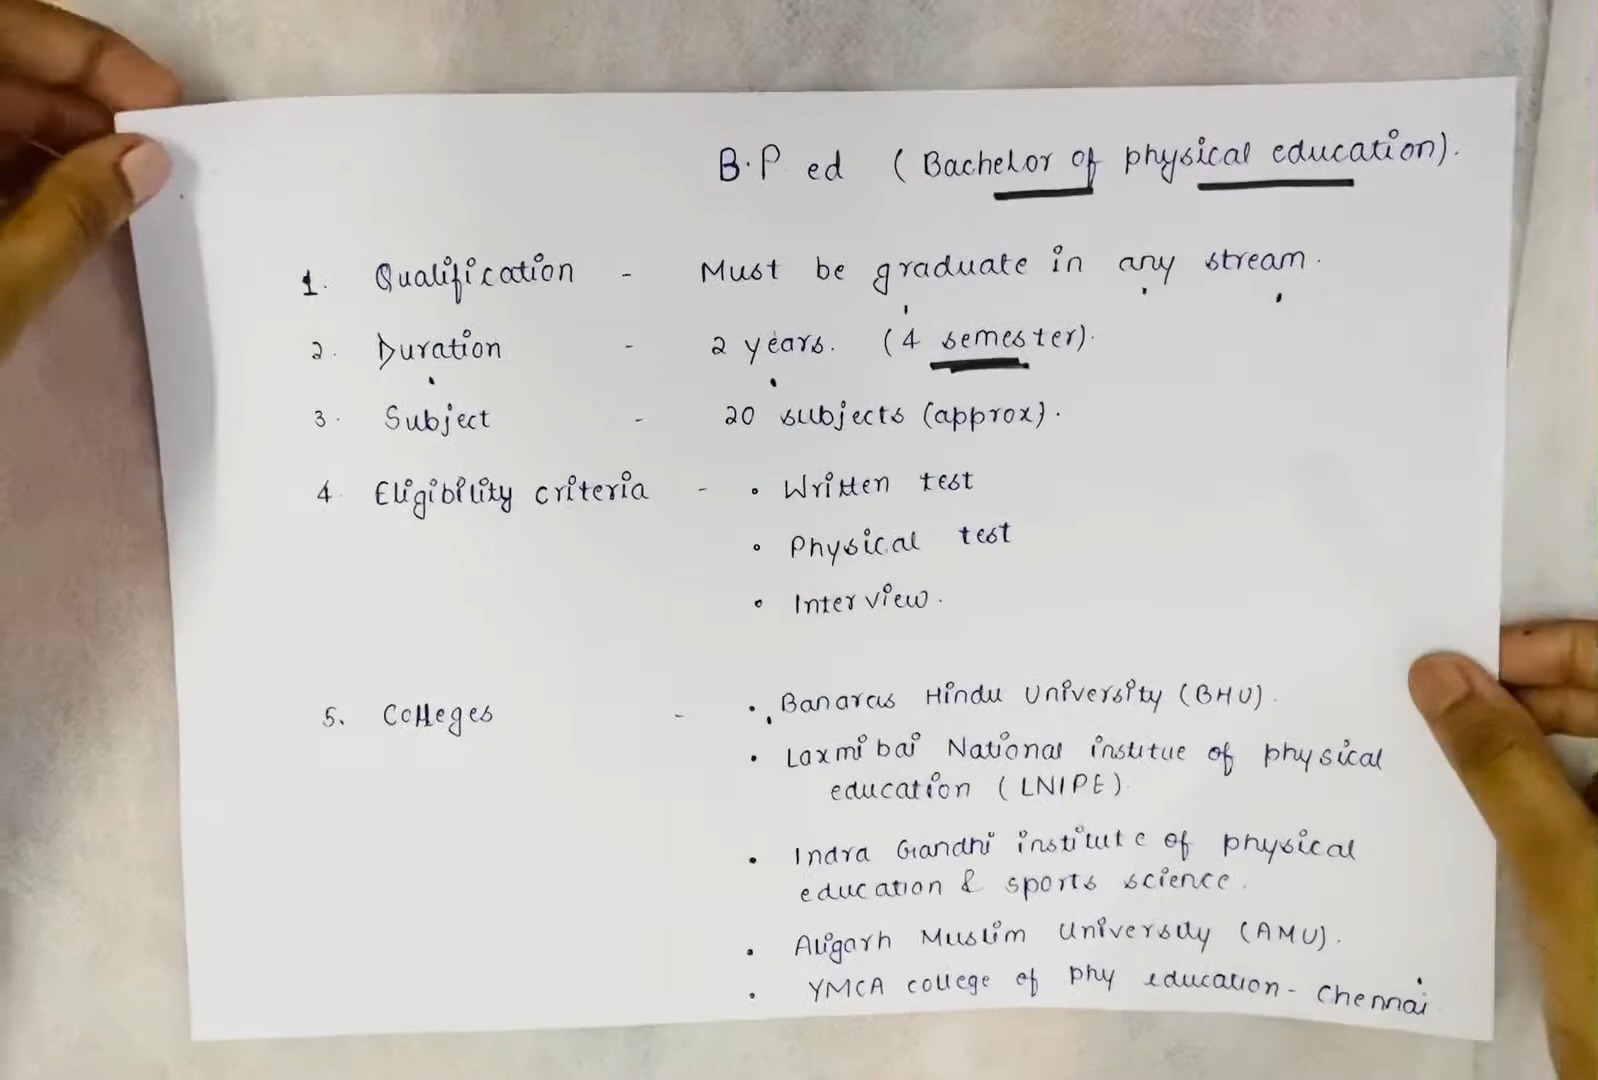 B.P ed (Bachelor of physical education).
1. Qualification - Must be graduate in any stream.
2. Duration - 2 years. (4 semester).
3. Subject - 20 subjects (approx).
4. Eligibility criteria - • Written test
• Physical test
• Interview.
5. Colleges - • Banaras Hindu University (BHU).
• Laxmi bai National institue of physical
education (LNIPE)
• Indra Gandhi institute of physical
education & sports science.
• Aligarh Muslim University (AMU).
• YMCA college of phy education - Chennai